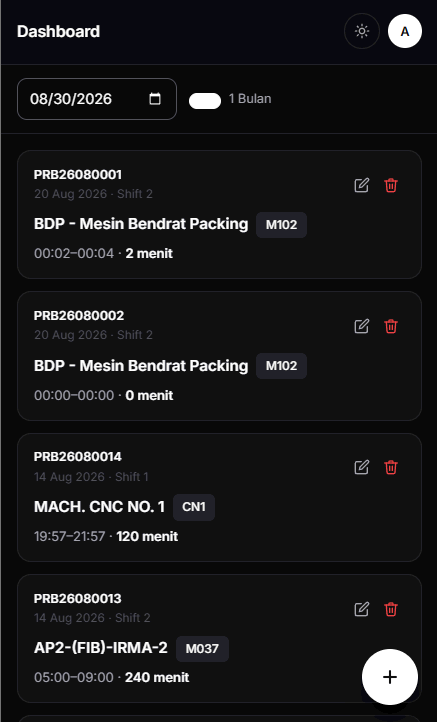 Dashboard
A
08/30/2026
1 Bulan
PRB26080001
20 Aug 2026 · Shift 2
BDP - Mesin Bendrat Packing M102
00:02–00:04 · 2 menit
PRB26080002
20 Aug 2026 · Shift 2
BDP - Mesin Bendrat Packing M102
00:00–00:00 · 0 menit
PRB26080014
14 Aug 2026 · Shift 1
MACH. CNC NO. 1 CN1
19:57–21:57 · 120 menit
PRB26080013
14 Aug 2026 · Shift 2
AP2-(FIB)-IRMA-2 M037
05:00–09:00 · 240 menit
+